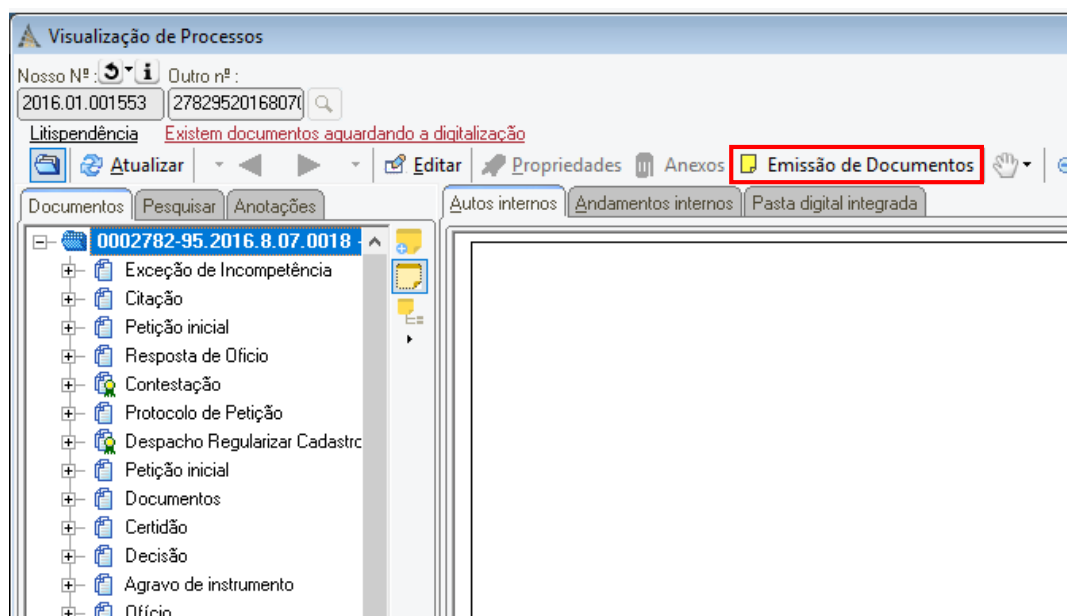 Visualização de Processos
Nosso Nº : Outro nº :
2016.01.001553 2782952016807(
Litispendência Existem documentos aguardando a digitalização
Atualizar Editar Propriedades Anexos Emissão de Documentos
Documentos Pesquisar Anotações Autos internos Andamentos internos Pasta digital integrada
0002782-95.2016.8.07.0018 -
Exceção de Incompetência
Citação
Petição inicial
Resposta de Oficio
Contestação
Protocolo de Petição
Despacho Regularizar Cadastrc
Petição inicial
Documentos
Certidão
Decisão
Agravo de instrumento
Ofício